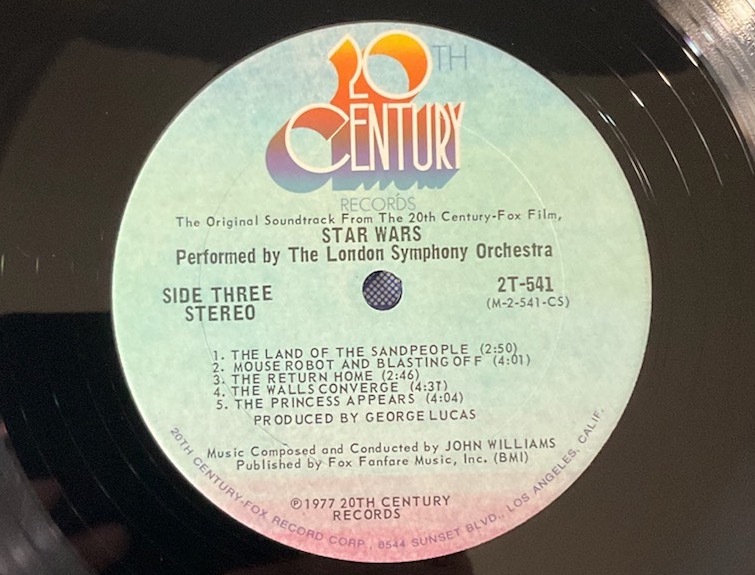 20TH
CENTURY
RECORDS
The Original Soundtrack From The 20th Century-Fox Film,
STAR WARS
Performed by The London Symphony Orchestra
SIDE THREE
STEREO
2T-541
(M-2-541-CS)
1. THE LAND OF THE SANDPEOPLE (2:50)
2. MOUSE ROBOT AND BLASTING OFF (4:01)
3. THE RETURN HOME (2:46)
4. THE WALLS CONVERGE (4:31)
5. THE PRINCESS APPEARS (4:04)
PRODUCED BY GEORGE LUCAS
Music Composed and Conducted by JOHN WILLIAMS
Published by Fox Fanfare Music, Inc. (BMI)
℗1977 20TH CENTURY
RECORDS
20TH CENTURY-FOX RECORD CORP., 8544 SUNSET BLVD., LOS ANGELES, CALIF.